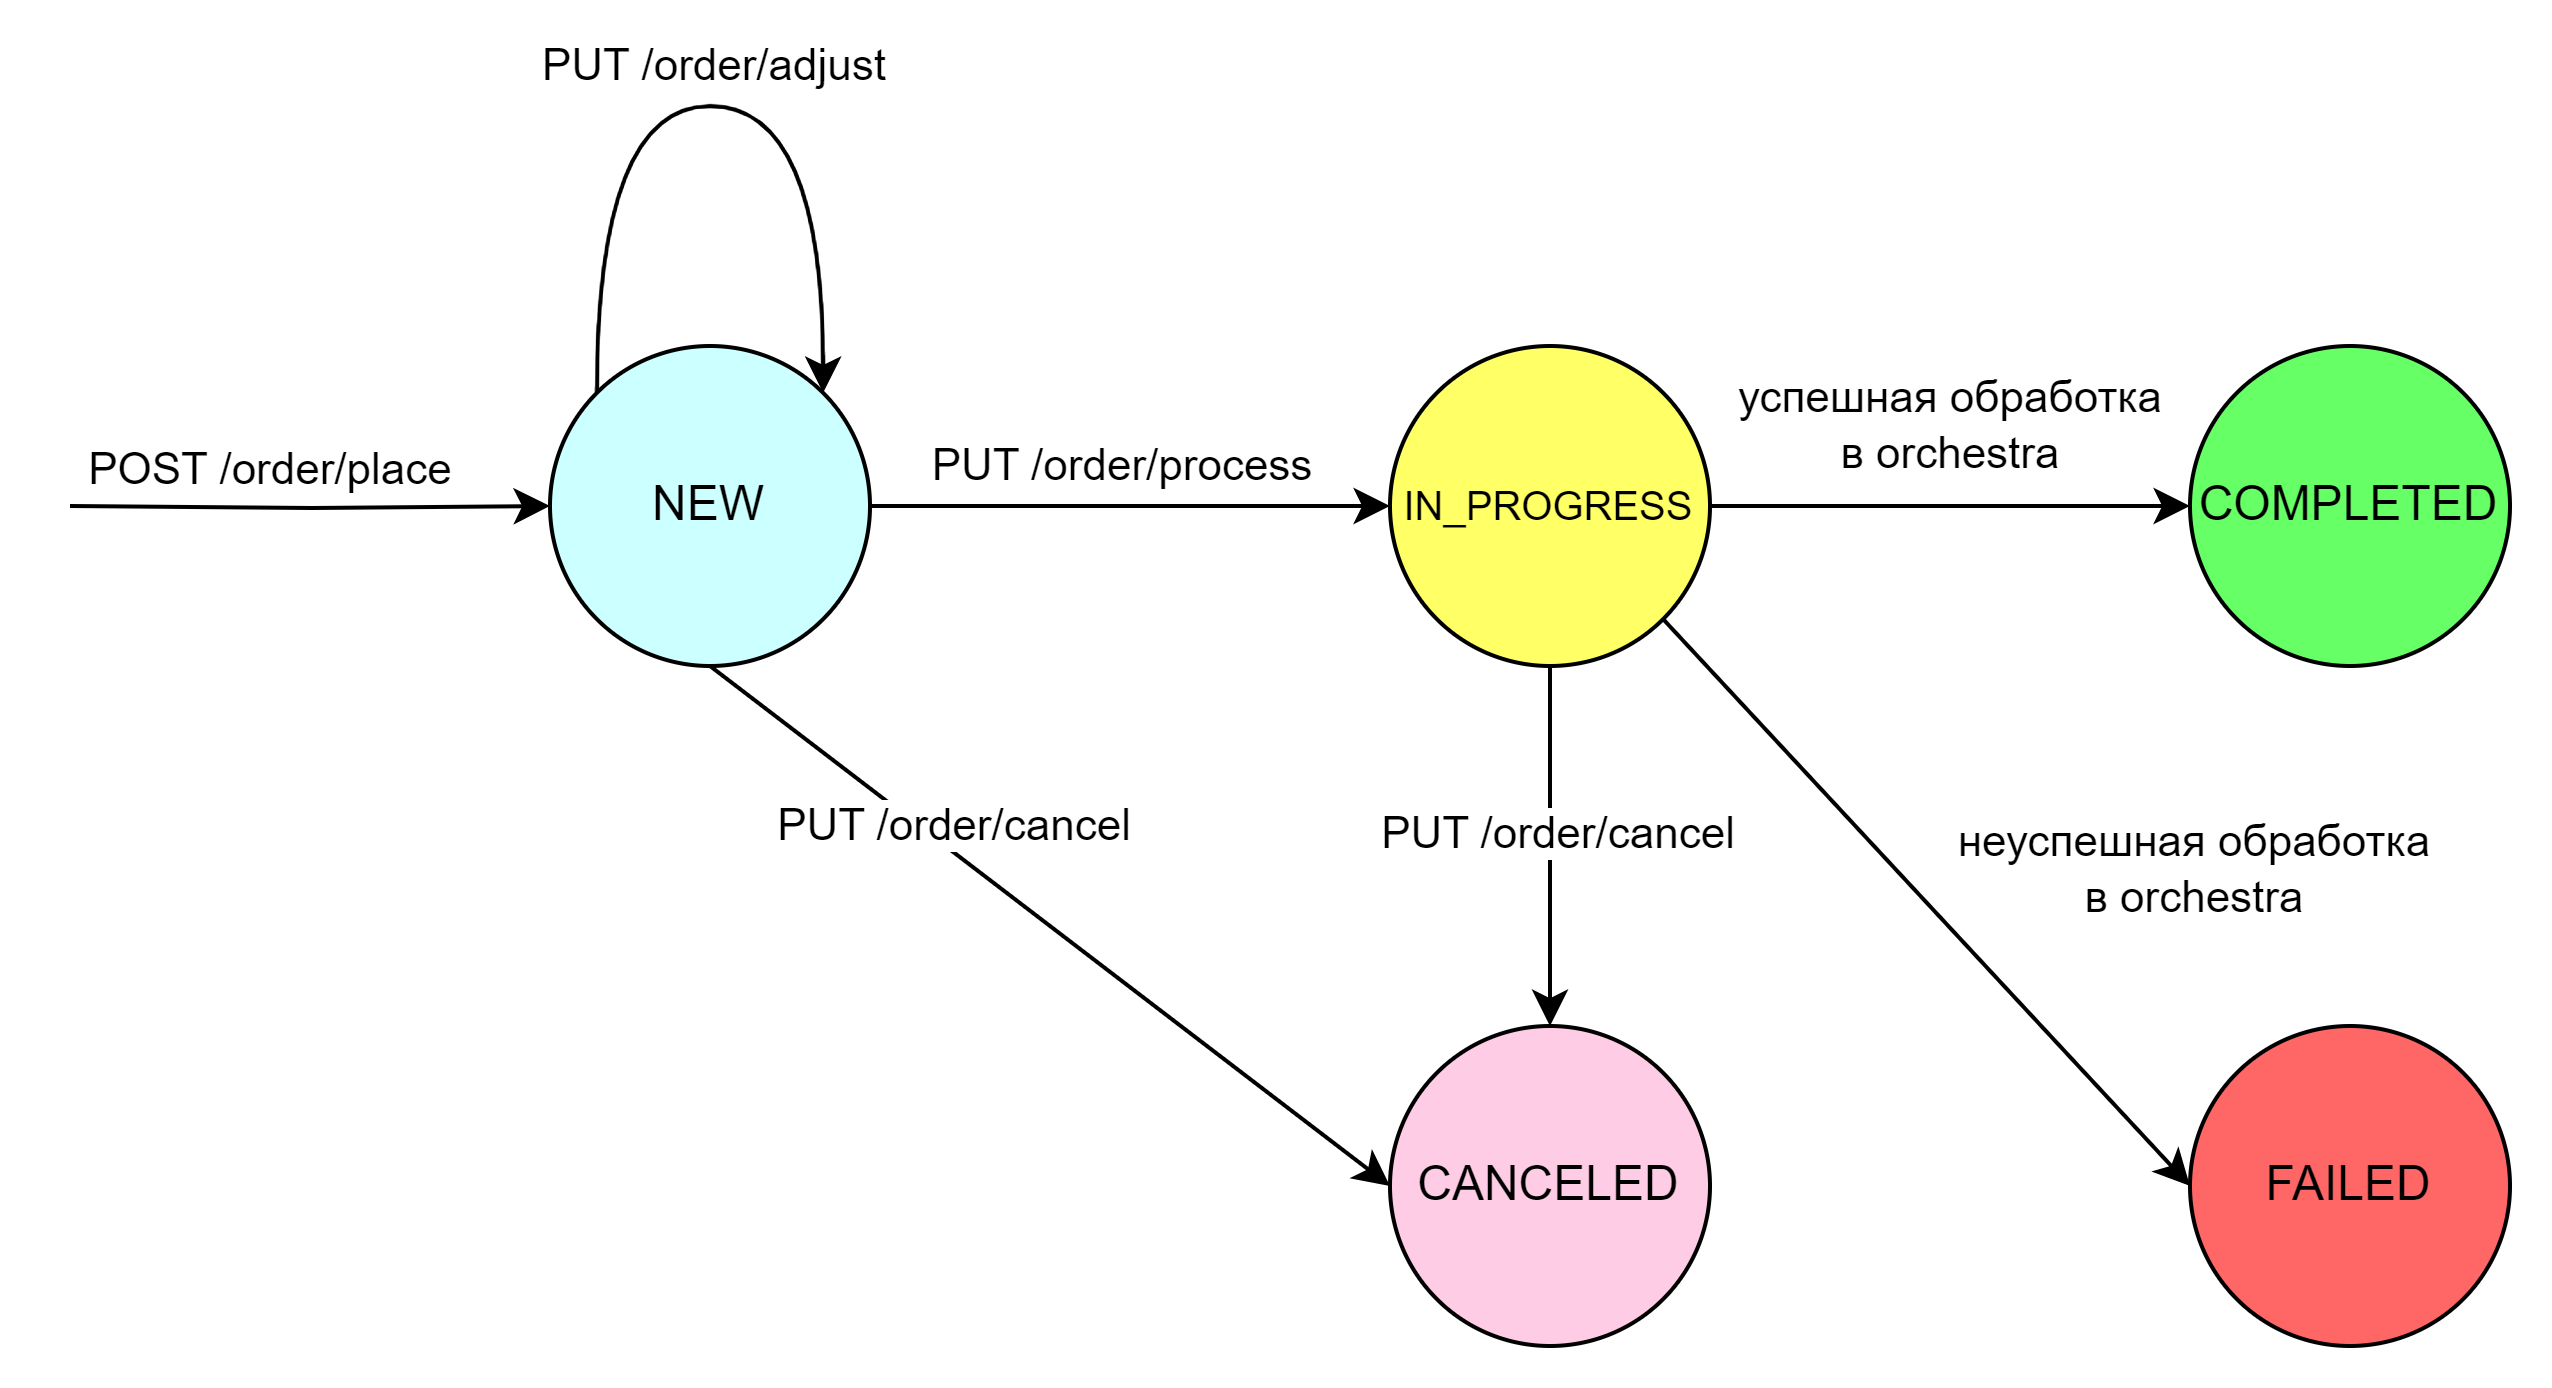 PUT /order/adjust
POST /order/place
NEW
PUT /order/process
IN_PROGRESS
успешная обработка
в orchestra
COMPLETED
PUT /order/cancel
PUT /order/cancel
неуспешная обработка
в orchestra
CANCELED
FAILED